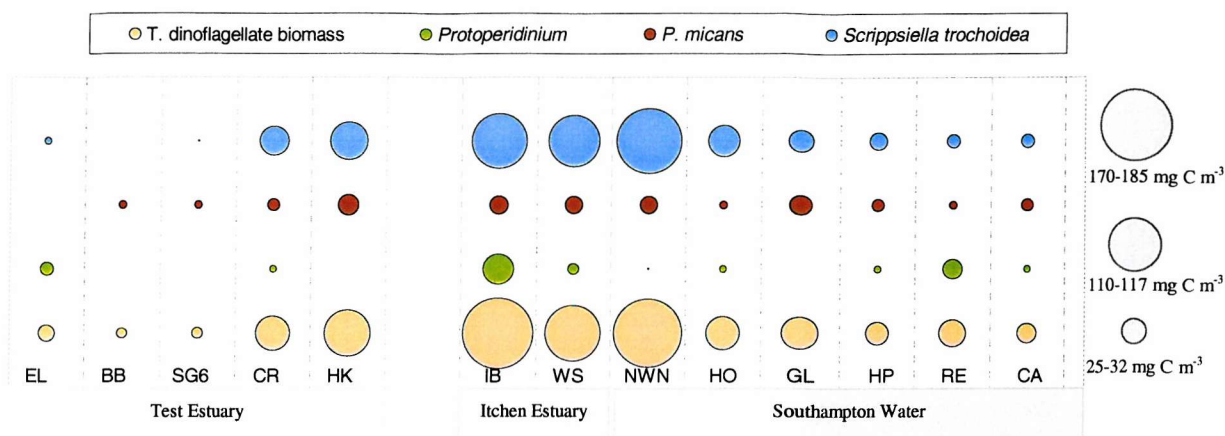 T. dinoflagellate biomass Protoperidinium P. micans Scrippsiella trochoidea
170-185 mg C m⁻³
110-117 mg C m⁻³
25-32 mg C m⁻³
EL BB SG6 CR HK IB WS NWN HO GL HP RE CA
Test Estuary Itchen Estuary Southampton Water